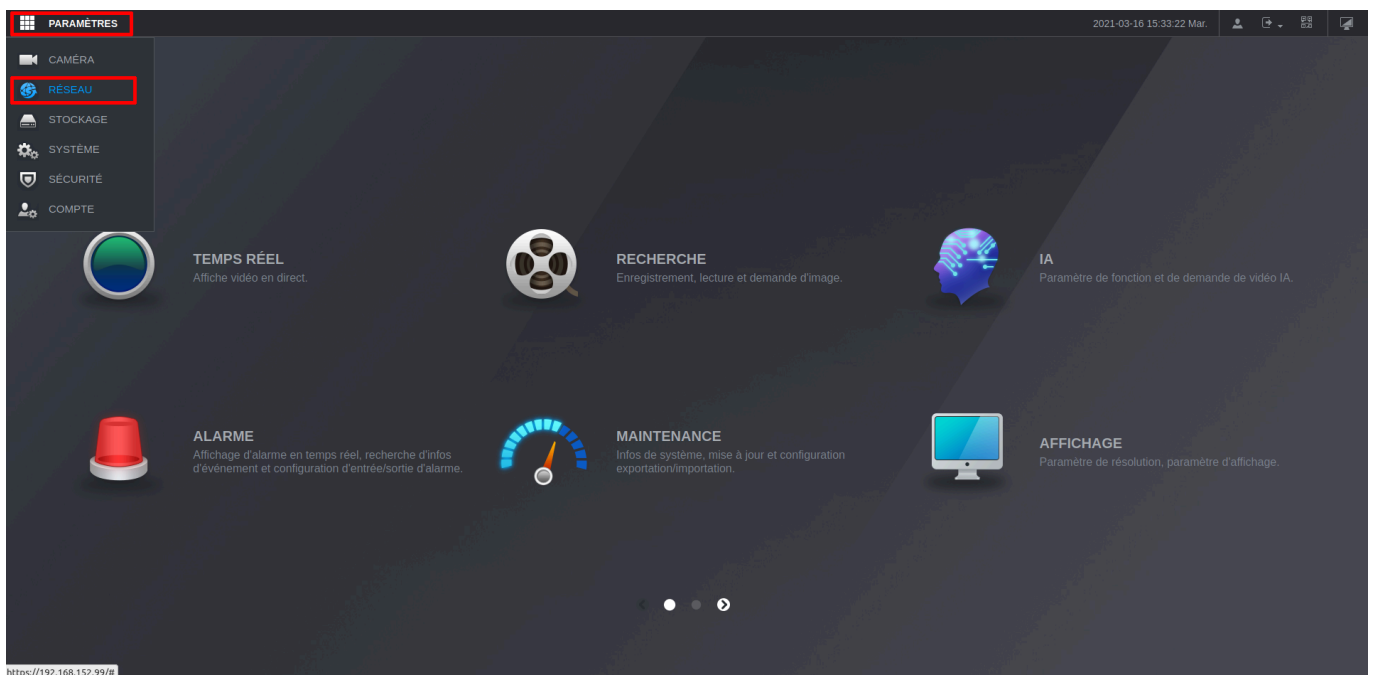 PARAMÈTRES
2021-03-16 15:33:22 Mar.
CAMÉRA
RÉSEAU
STOCKAGE
SYSTÈME
SÉCURITÉ
COMPTE
TEMPS RÉEL
Affiche vidéo en direct.
RECHERCHE
Enregistrement, lecture et demande d'image.
IA
Paramètre de fonction et de demande de vidéo IA.
ALARME
Affichage d'alarme en temps réel, recherche d'infos
d'événement et configuration d'entrée/sortie d'alarme.
MAINTENANCE
Infos de système, mise à jour et configuration
exportation/importation.
AFFICHAGE
Paramètre de résolution, paramètre d'affichage.
https://192.168.152.99/#